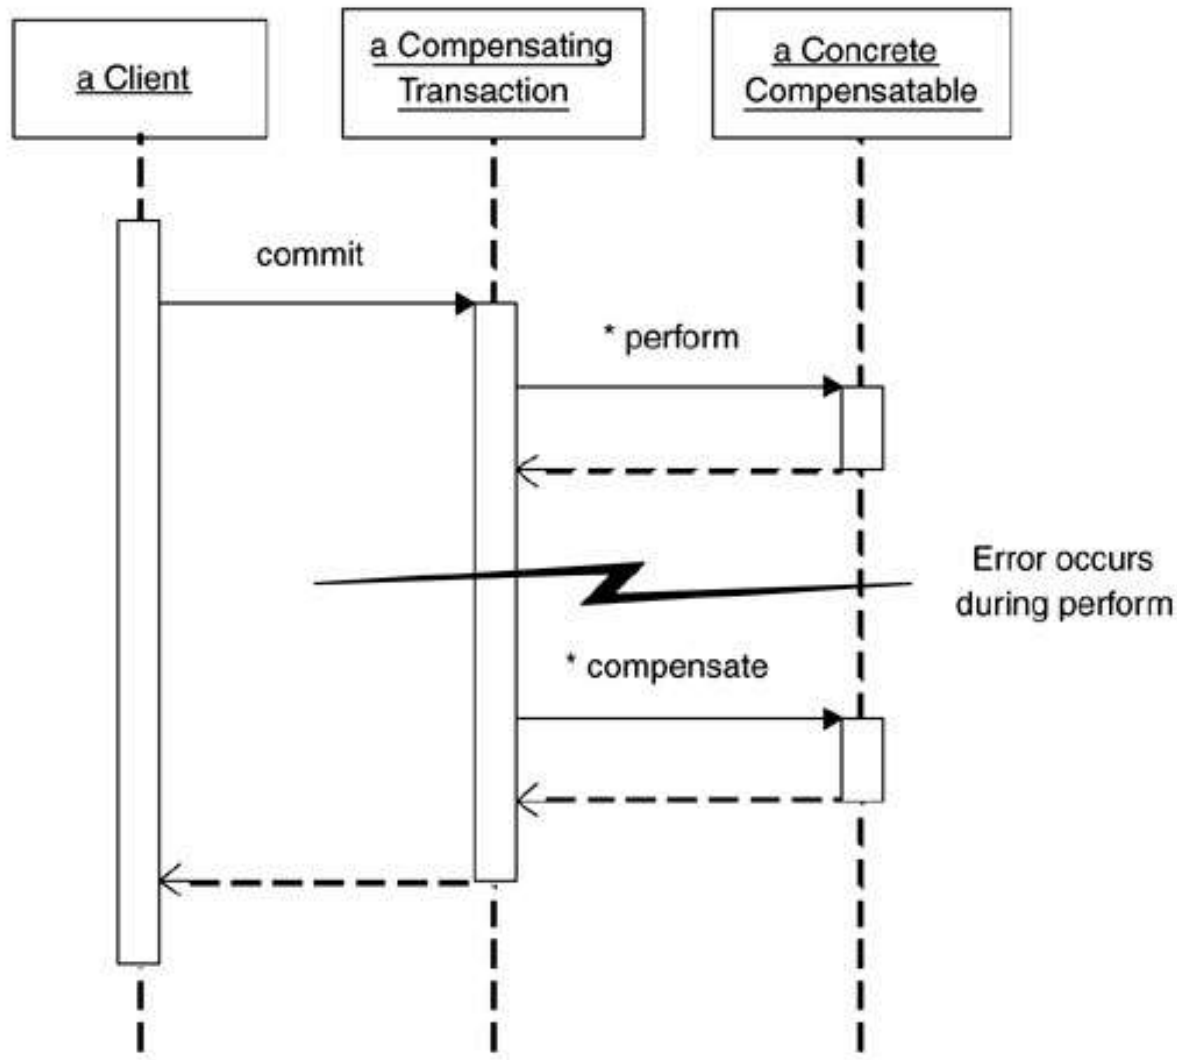 a Client
a Compensating
Transaction
a Concrete
Compensatable
commit
* perform
Error occurs
during perform
* compensate